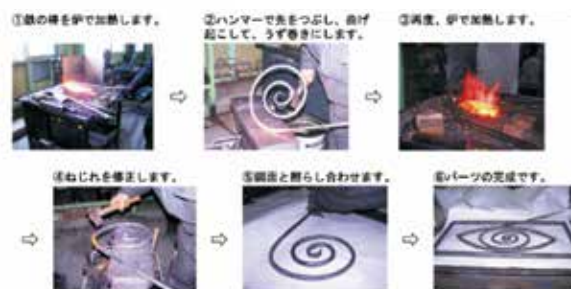 ①鉄の棒を炉で加熱します。
②ハンマーで先をつぶし、曲げ
起こして、うず巻きにします。
③再度、炉で加熱します。
④ねじれを修正します。
⑤図面と照らし合わせます。
⑥パーツの完成です。